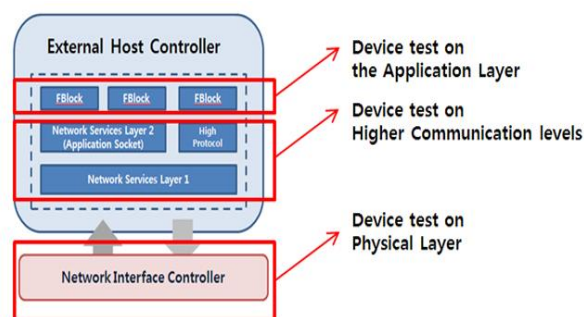 External Host Controller
FBlock
FBlock
FBlock
Network Services Layer 2
(Application Socket)
High
Protocol
Network Services Layer 1
Network Interface Controller
Device test on
the Application Layer
Device test on
Higher Communication levels
Device test on
Physical Layer